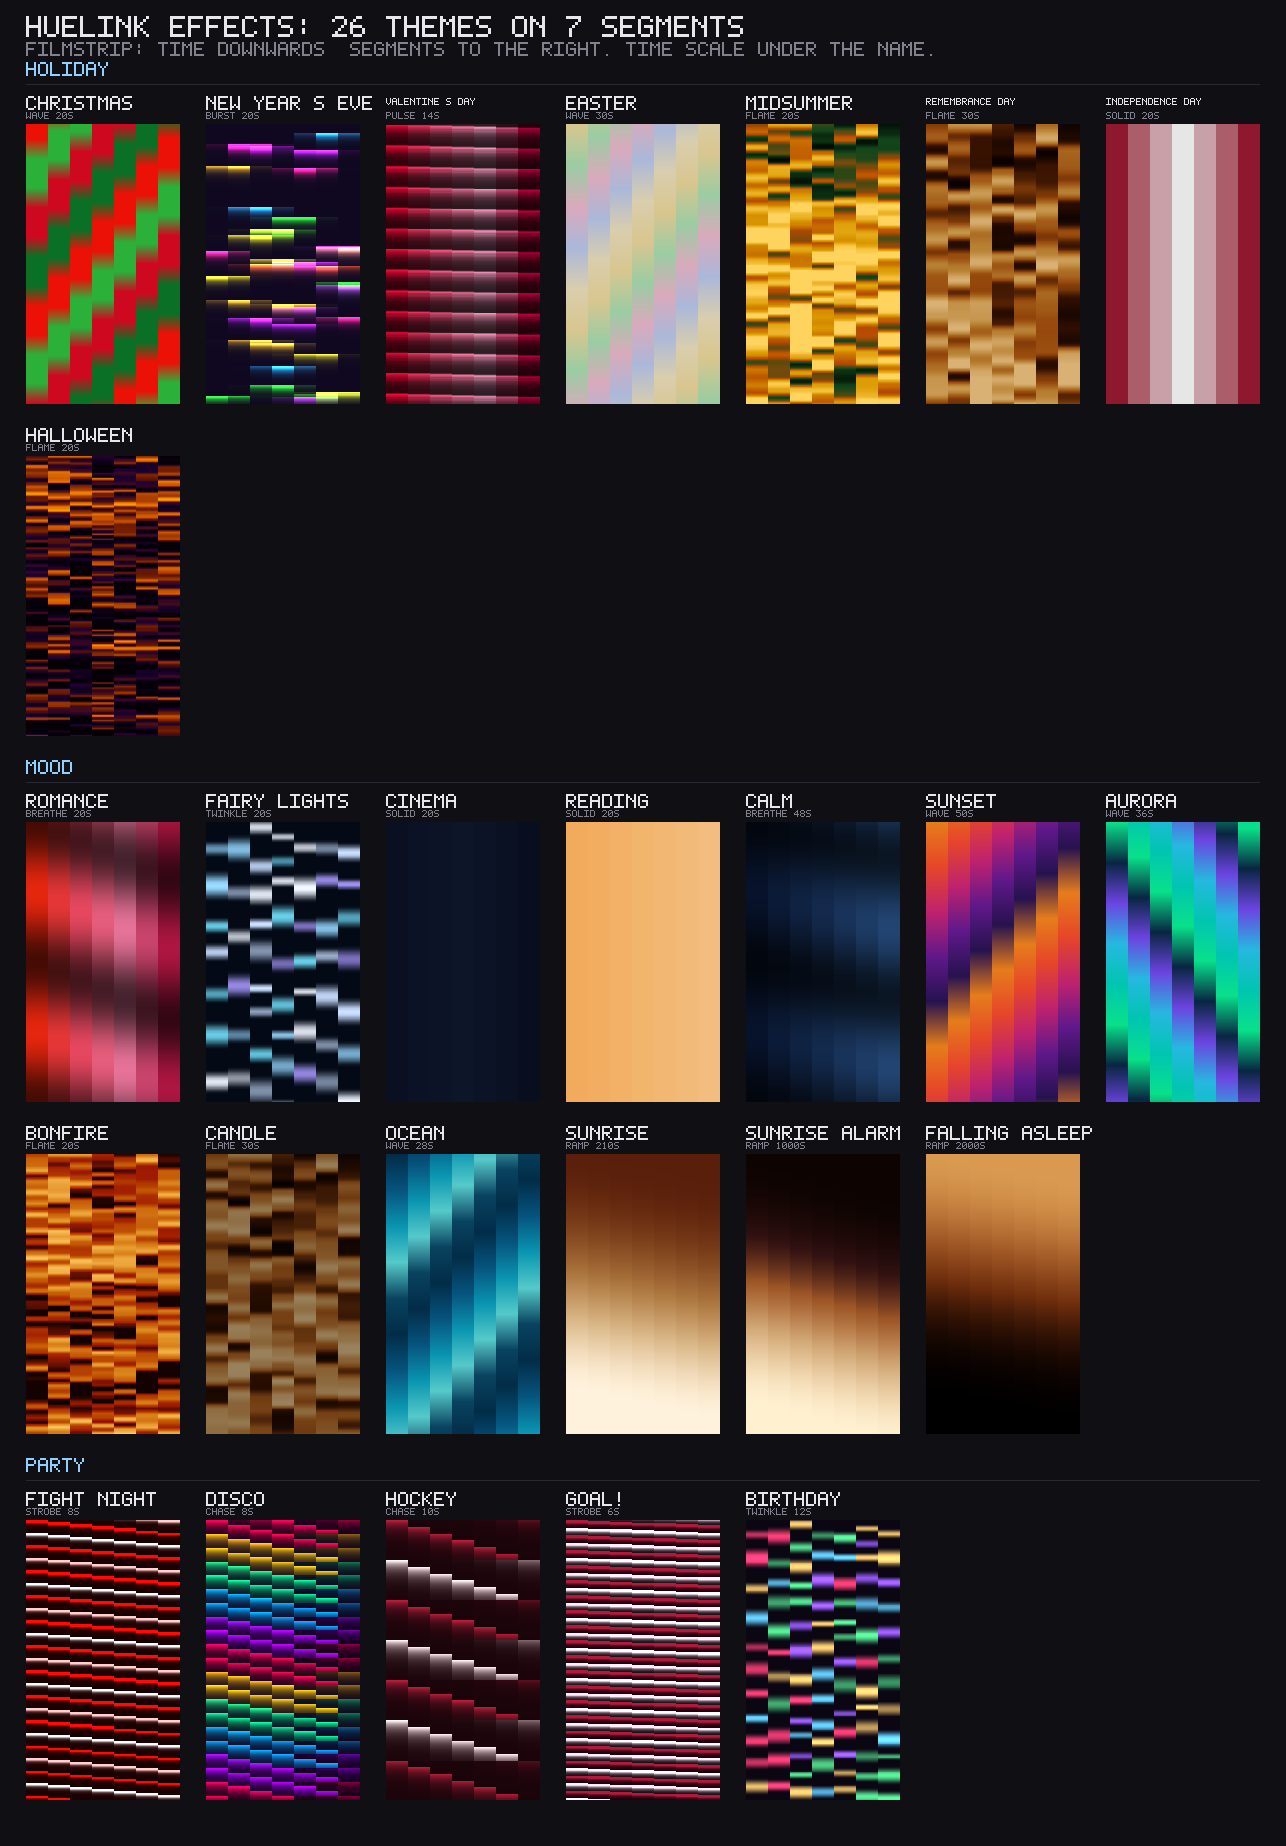 HUELINK EFFECTS: 26 THEMES ON 7 SEGMENTS
FILMSTRIP: TIME DOWNWARDS  SEGMENTS TO THE RIGHT. TIME SCALE UNDER THE NAME.
HOLIDAY
CHRISTMAS
WAVE 20S
NEW YEAR S EVE
BURST 20S
VALENTINE S DAY
PULSE 14S
EASTER
WAVE 30S
MIDSUMMER
FLAME 20S
REMEMBRANCE DAY
FLAME 30S
INDEPENDENCE DAY
SOLID 20S
HALLOWEEN
FLAME 20S
MOOD
ROMANCE
BREATHE 20S
FAIRY LIGHTS
TWINKLE 20S
CINEMA
SOLID 20S
READING
SOLID 20S
CALM
BREATHE 48S
SUNSET
WAVE 50S
AURORA
WAVE 36S
BONFIRE
FLAME 20S
CANDLE
FLAME 30S
OCEAN
WAVE 28S
SUNRISE
RAMP 210S
SUNRISE ALARM
RAMP 1000S
FALLING ASLEEP
RAMP 2000S
PARTY
FIGHT NIGHT
STROBE 8S
DISCO
CHASE 8S
HOCKEY
CHASE 10S
GOAL!
STROBE 6S
BIRTHDAY
TWINKLE 12S